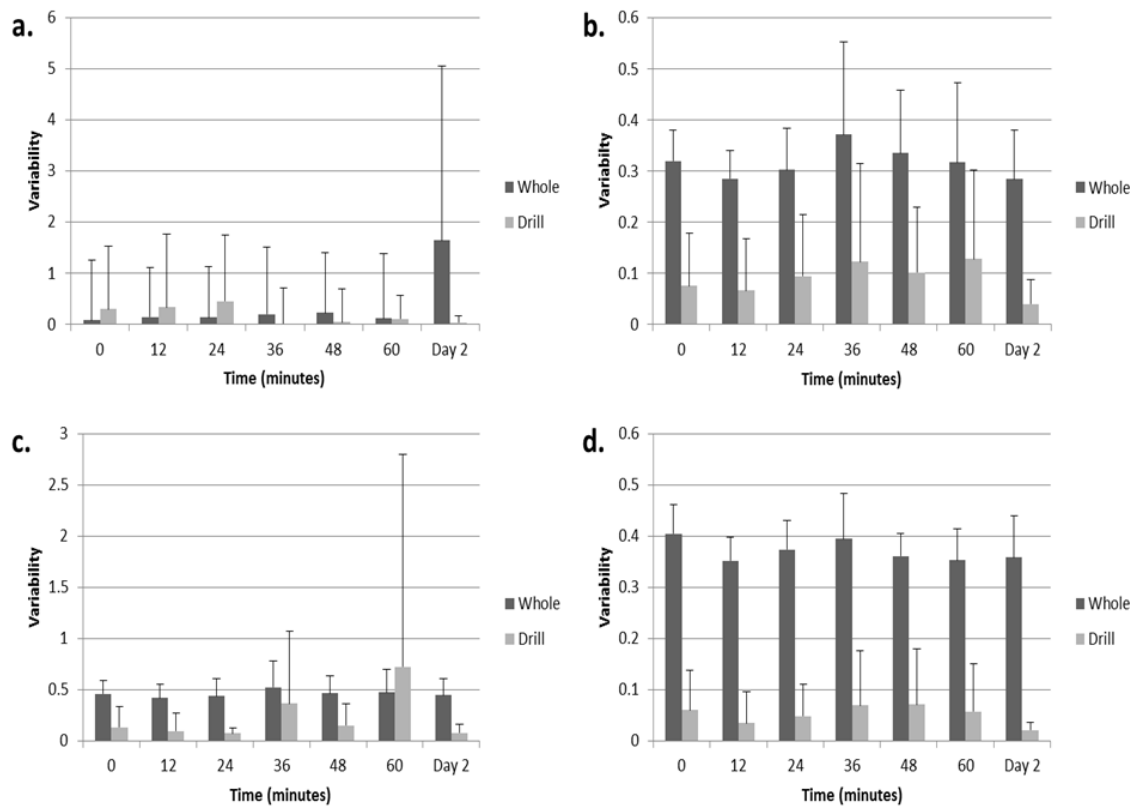 a.
6
5
4
3
2
1
0
Variability
0 12 24 36 48 60 Day 2
Time (minutes)
Whole
Drill
b.
0.6
0.5
0.4
0.3
0.2
0.1
0
Variabilty
0 12 24 36 48 60 Day 2
Time (minutes)
Whole
Drill
c.
3
2.5
2
1.5
1
0.5
0
Variability
0 12 24 36 48 60 Day 2
Time (minutes)
Whole
Drill
d.
0.6
0.5
0.4
0.3
0.2
0.1
0
Variability
0 12 24 36 48 60 Day 2
Time (minutes)
Whole
Drill